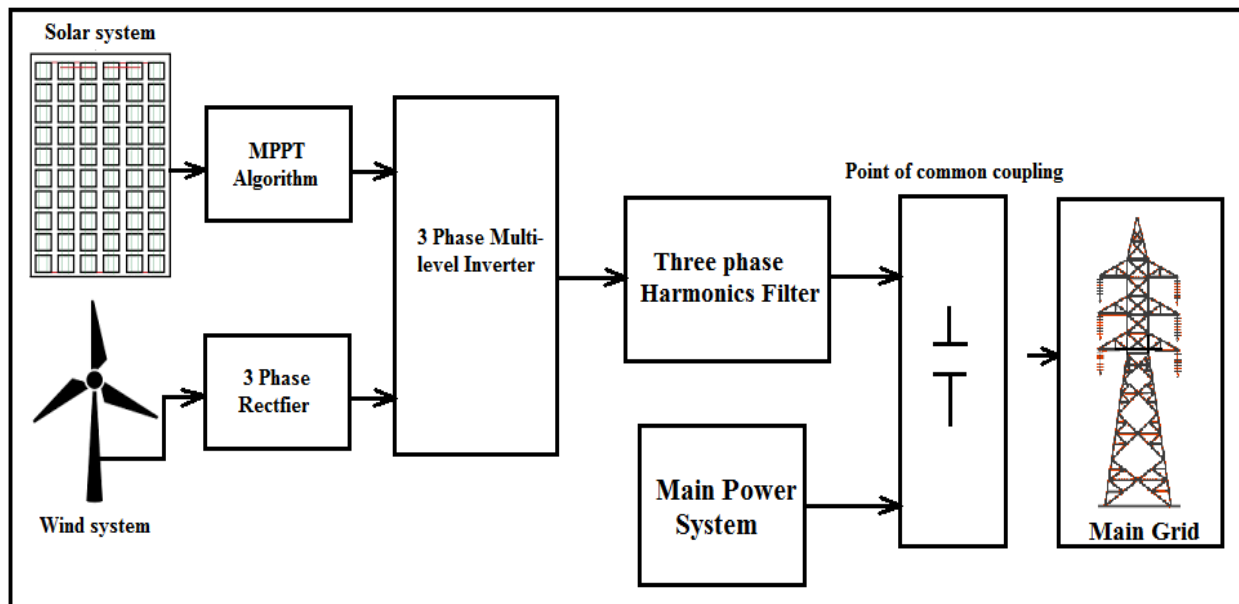 Solar system
MPPT
Algorithm
3 Phase Multi-
level Inverter
3 Phase
Rectfier
Wind system
Three phase
Harmonics Filter
Main Power
System
Point of common coupling
Main Grid